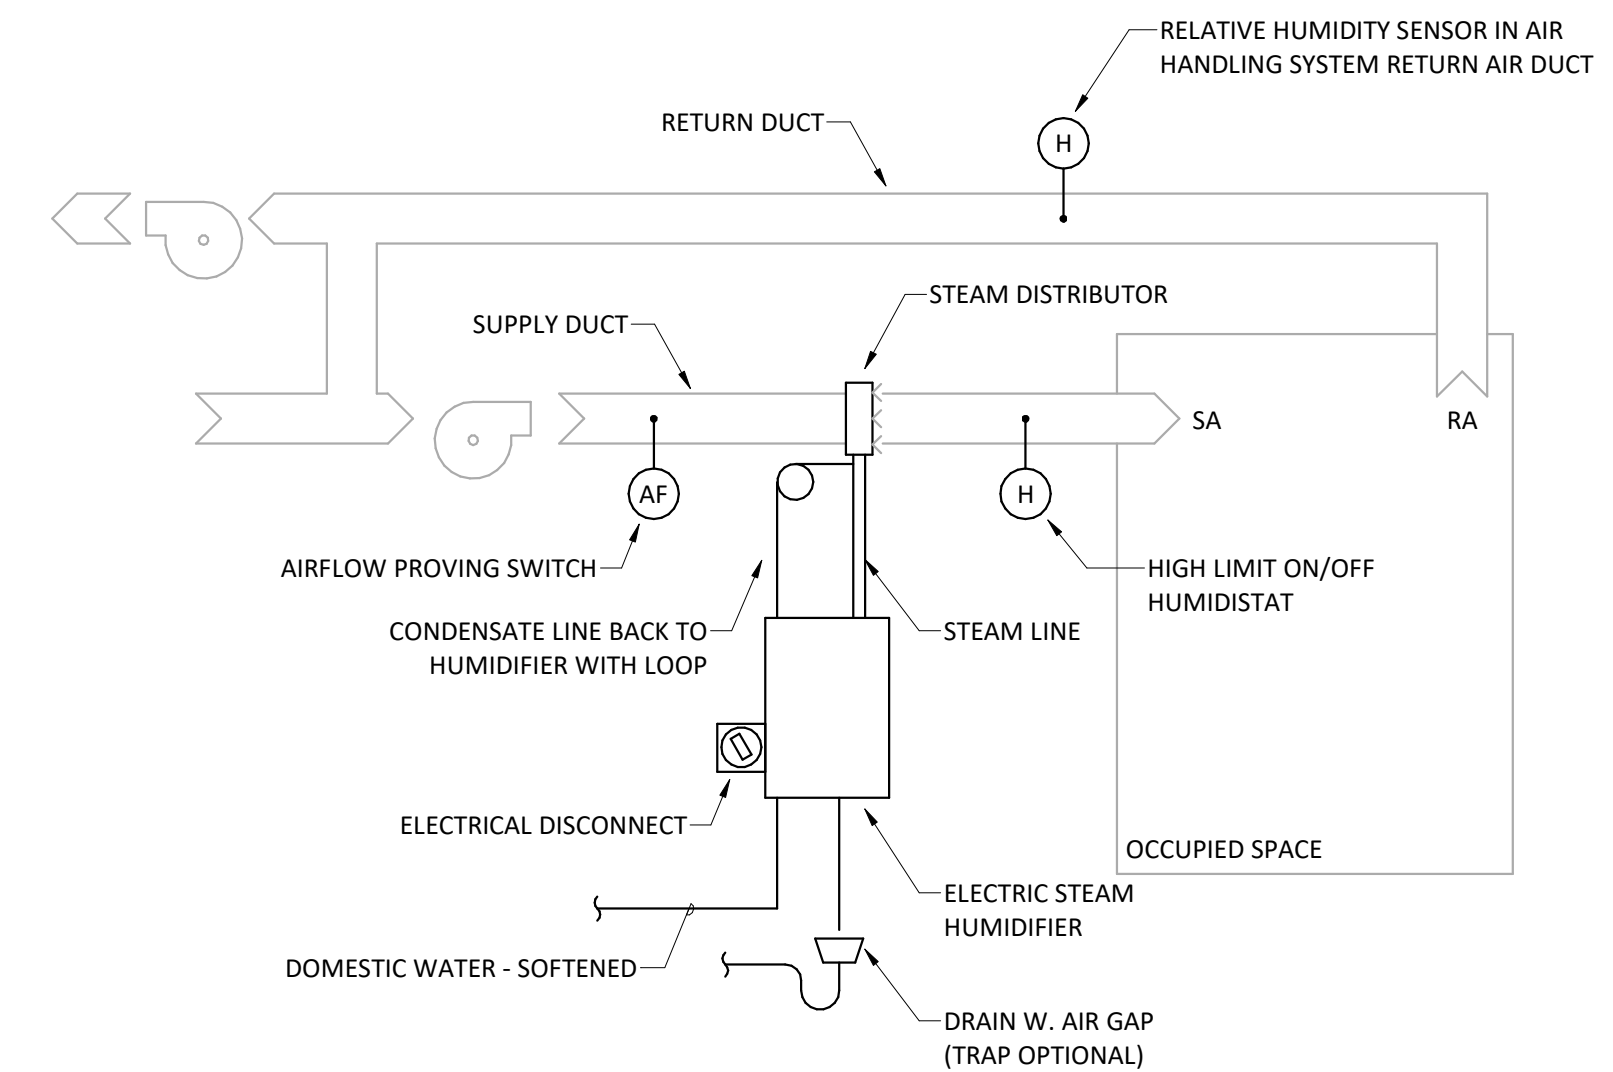 RELATIVE HUMIDITY SENSOR IN AIR
HANDLING SYSTEM RETURN AIR DUCT
RETURN DUCT
H
STEAM DISTRIBUTOR
SUPPLY DUCT
SA
RA
AF
H
AIRFLOW PROVING SWITCH
HIGH LIMIT ON/OFF
HUMIDISTAT
CONDENSATE LINE BACK TO
HUMIDIFIER WITH LOOP
STEAM LINE
ELECTRICAL DISCONNECT
OCCUPIED SPACE
ELECTRIC STEAM
HUMIDIFIER
DOMESTIC WATER - SOFTENED
DRAIN W. AIR GAP
(TRAP OPTIONAL)